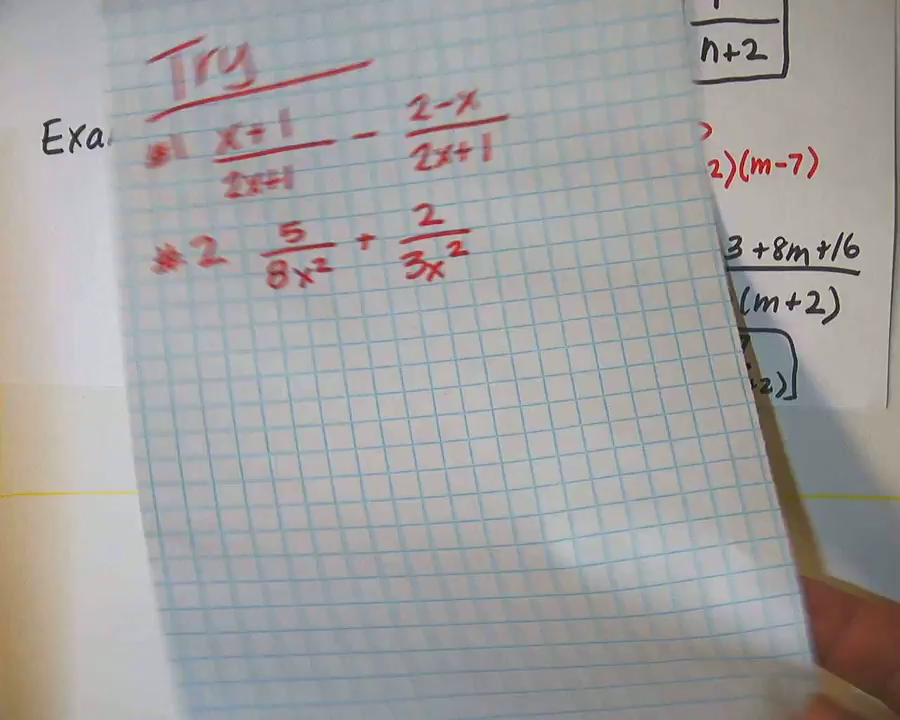 Try
#1 x+1/2x+1 - 2-x/2x+1
#2 5/8x² + 2/3x²
Exa
n+2
2)(m-7)
3+8m+16
(m+2)
+2)